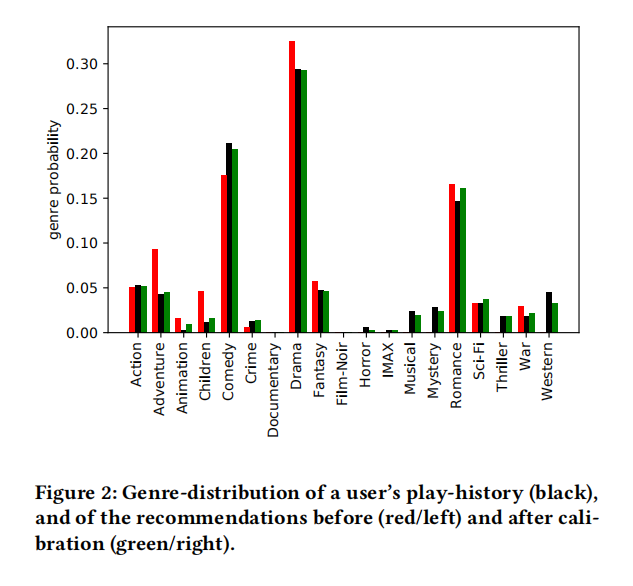 0.30
0.25
0.20
0.15
0.10
0.05
0.00
genre probability
Action
Adventure
Animation
Children
Comedy
Crime
Documentary
Drama
Fantasy
Film-Noir
Horror
IMAX
Musical
Mystery
Romance
Sci-Fi
Thriller
War
Western
Figure 2: Genre-distribution of a user’s play-history (black),
and of the recommendations before (red/left) and after cali-
bration (green/right).